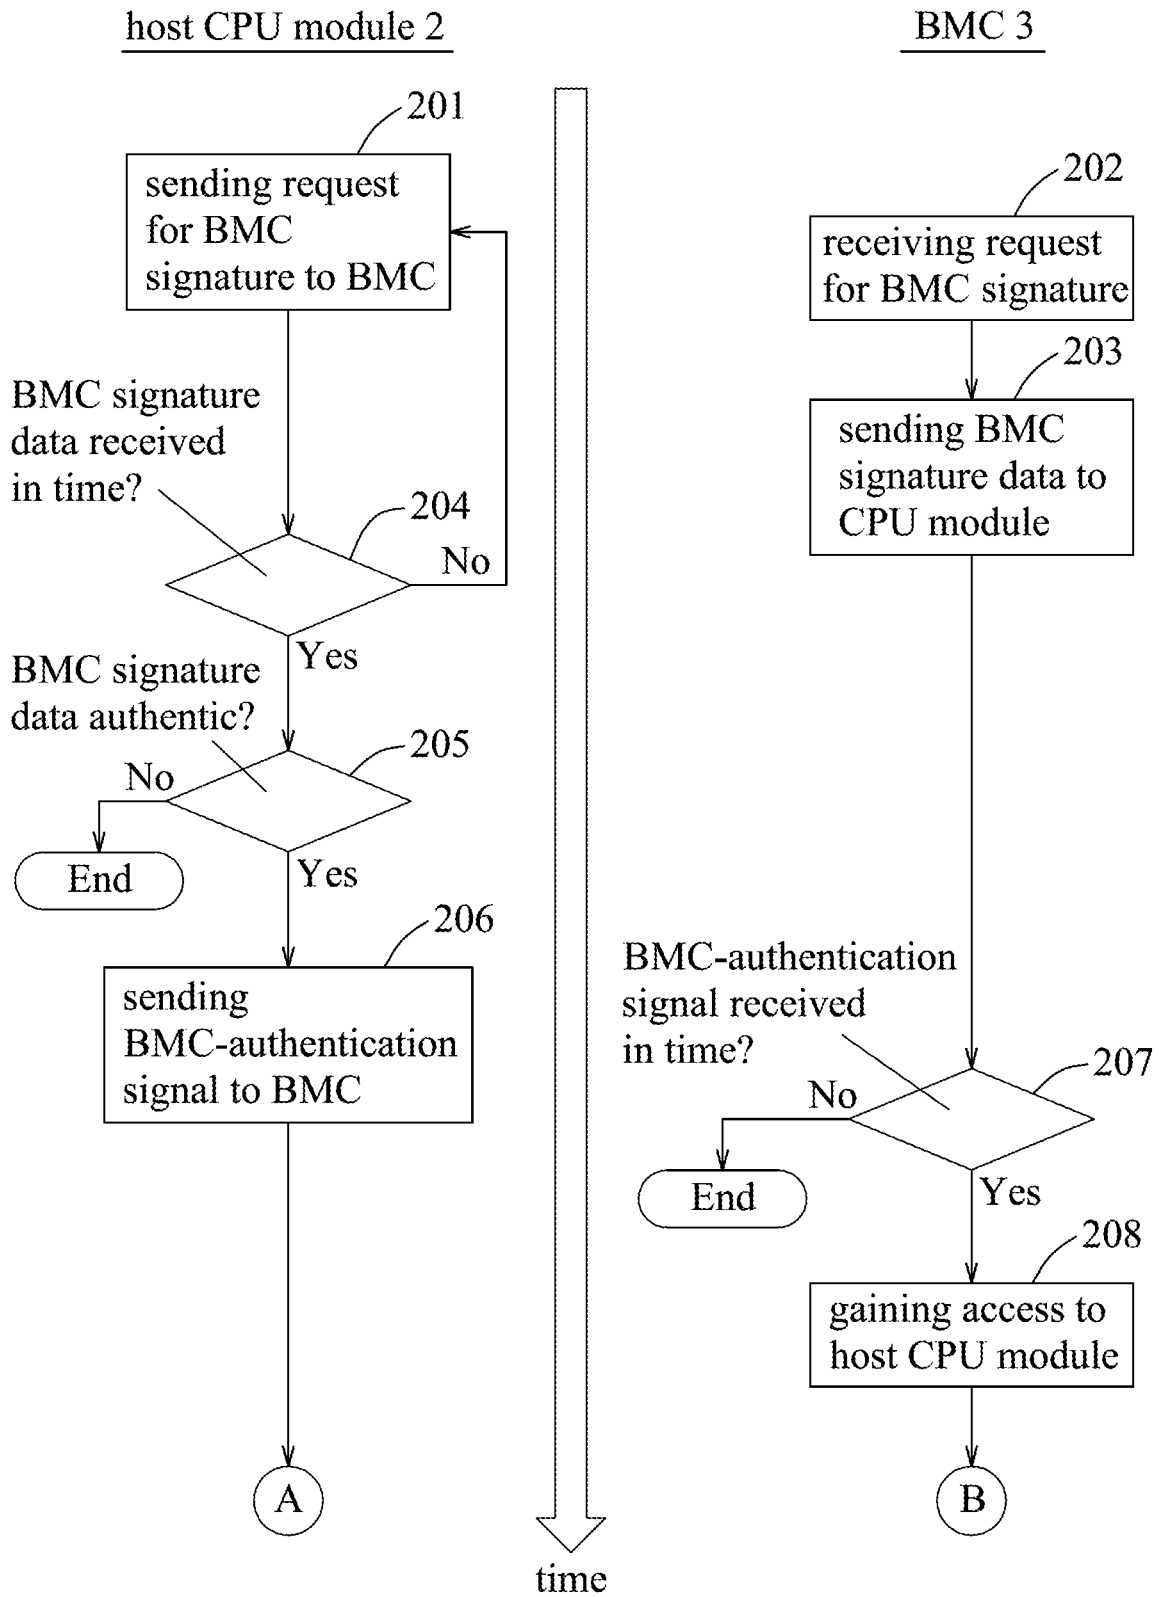 host CPU module 2
BMC 3
201
sending request
for BMC
signature to BMC
202
receiving request
for BMC signature
203
sending BMC
signature data to
CPU module
BMC signature
data received
in time?
204
No
Yes
BMC signature
data authentic?
205
No
End
Yes
206
sending
BMC-authentication
signal to BMC
BMC-authentication
signal received
in time?
207
No
End
Yes
208
gaining access to
host CPU module
A
B
time